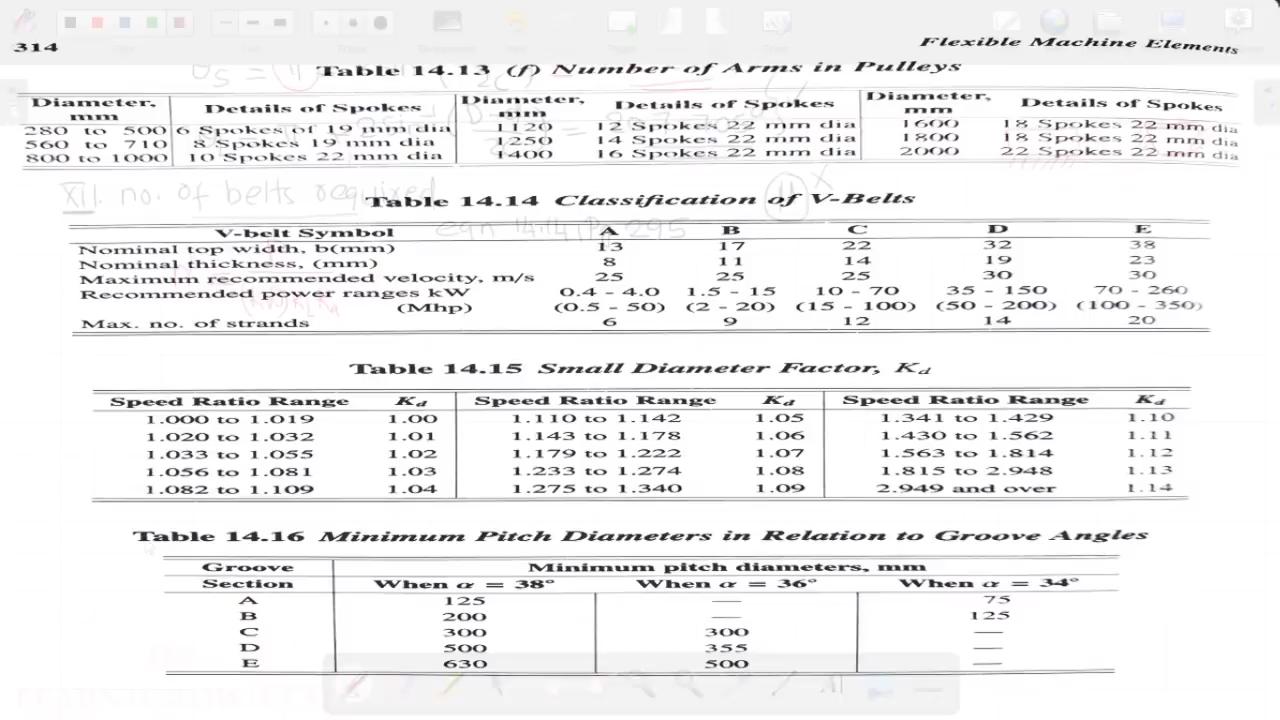 314
Flexible Machine Elements
Table 14.13 (f) Number of Arms in Pulleys
Diameter, mm Details of Spokes Diameter, mm Details of Spokes Diameter, mm Details of Spokes
280 to 500 6 Spokes of 19 mm dia 1120 12 Spokes 22 mm dia 1600 18 Spokes 22 mm dia
560 to 710 8 Spokes 19 mm dia 1250 14 Spokes 22 mm dia 1800 18 Spokes 22 mm dia
800 to 1000 10 Spokes 22 mm dia 1400 16 Spokes 22 mm dia 2000 22 Spokes 22 mm dia
XII. no. of belts required
Table 14.14 Classification of V-Belts
eqn 14.14 P 295
V-belt Symbol A B C D E
Nominal top width, b(mm) 13 17 22 32 38
Nominal thickness, (mm) 8 11 14 19 23
Maximum recommended velocity, m/s 25 25 25 30 30
Recommended power ranges kW 0.4 - 4.0 1.5 - 15 10 - 70 35 - 150 70 - 260
(Mhp) (0.5 - 50) (2 - 20) (15 - 100) (50 - 200) (100 - 350)
Max. no. of strands 6 9 12 14 20
Table 14.15 Small Diameter Factor, Kd
Speed Ratio Range Kd Speed Ratio Range Kd Speed Ratio Range Kd
1.000 to 1.019 1.00 1.110 to 1.142 1.05 1.341 to 1.429 1.10
1.020 to 1.032 1.01 1.143 to 1.178 1.06 1.430 to 1.562 1.11
1.033 to 1.055 1.02 1.179 to 1.222 1.07 1.563 to 1.814 1.12
1.056 to 1.081 1.03 1.233 to 1.274 1.08 1.815 to 2.948 1.13
1.082 to 1.109 1.04 1.275 to 1.340 1.09 2.949 and over 1.14
Table 14.16 Minimum Pitch Diameters in Relation to Groove Angles
Groove Section Minimum pitch diameters, mm
When α = 38° When α = 36° When α = 34°
A 125 — 75
B 200 — 125
C 300 300 —
D 500 355 —
E 630 500 —